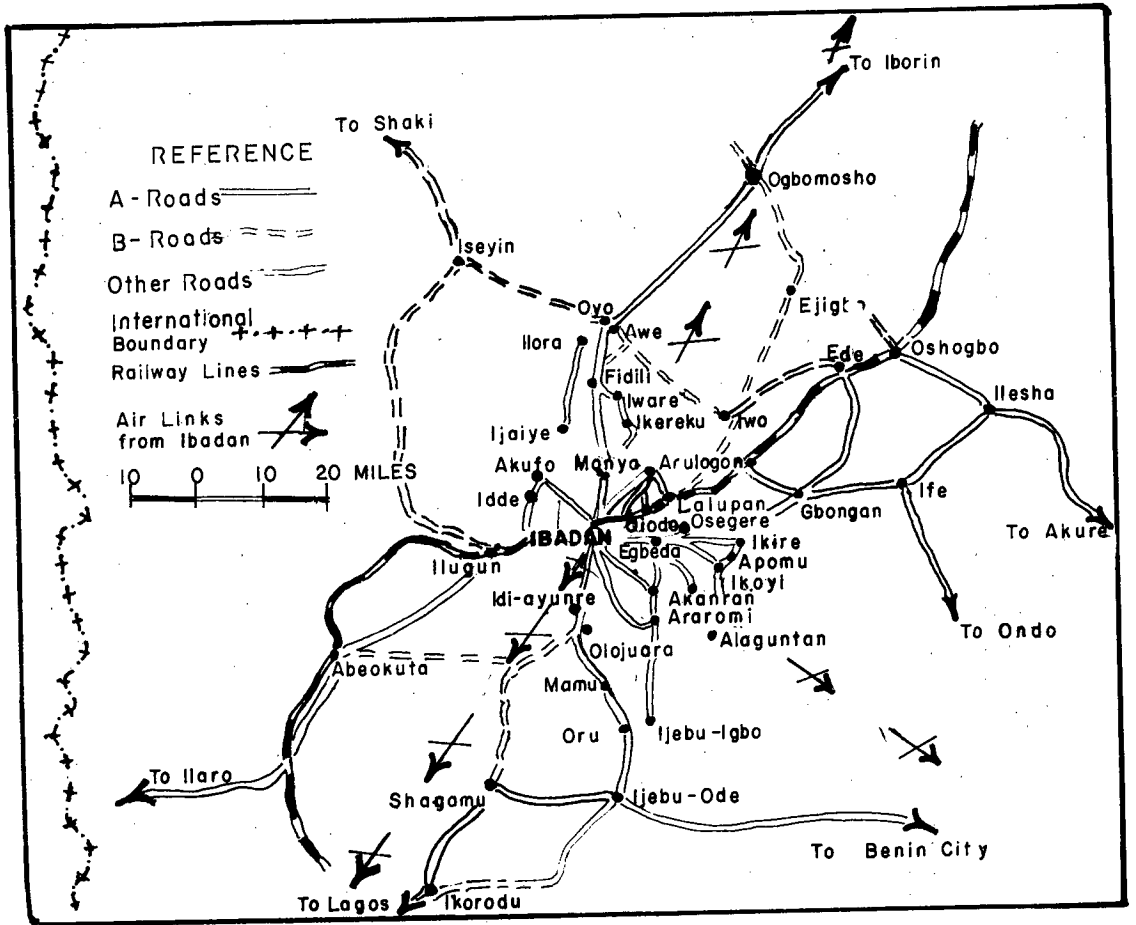 To Iborin
To Shaki
REFERENCE
A-Roads
B-Roads
Other Roads
International
Boundary
Railway Lines
Air Links
from Ibadan
10 0 10 20 MILES
Ogbomosho
Iseyin
Oyo
Awe
Ejigbo
Ilora
Fidili
Ede
Oshogbo
Iware
Ikereku
Iwo
Ilesha
Ijaiye
Akufo
Monya
Arulogon
Idde
Lalupan
Gbongan
Ife
Osegere
To Akure
IBADAN
Egbeda
Ikire
Apomu
Ilugun
Ikoyi
Idi-ayunre
Akanran
Araromi
Alaguntan
To Ondo
Olojuara
Abeokuta
Mamu
Oru
Ijebu-Igbo
To Ilaro
Shagamu
Ijebu-Ode
To Benin City
To Lagos
Ikorodu